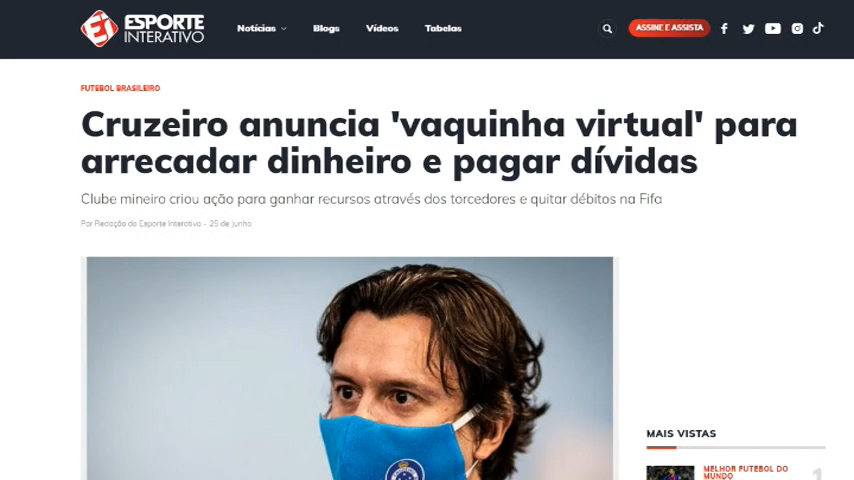 ESPORTE
INTERATIVO
Notícias
Blogs
Vídeos
Tabelas
ASSINE E ASSISTA
FUTEBOL BRASILEIRO
Cruzeiro anuncia 'vaquinha virtual' para
arrecadar dinheiro e pagar dívidas
Clube mineiro criou ação para ganhar recursos através dos torcedores e quitar débitos na Fifa
Por Redação do Esporte Interativo - 25 de junho
MAIS VISTAS
MELHOR FUTEBOL DO
MUNDO
1